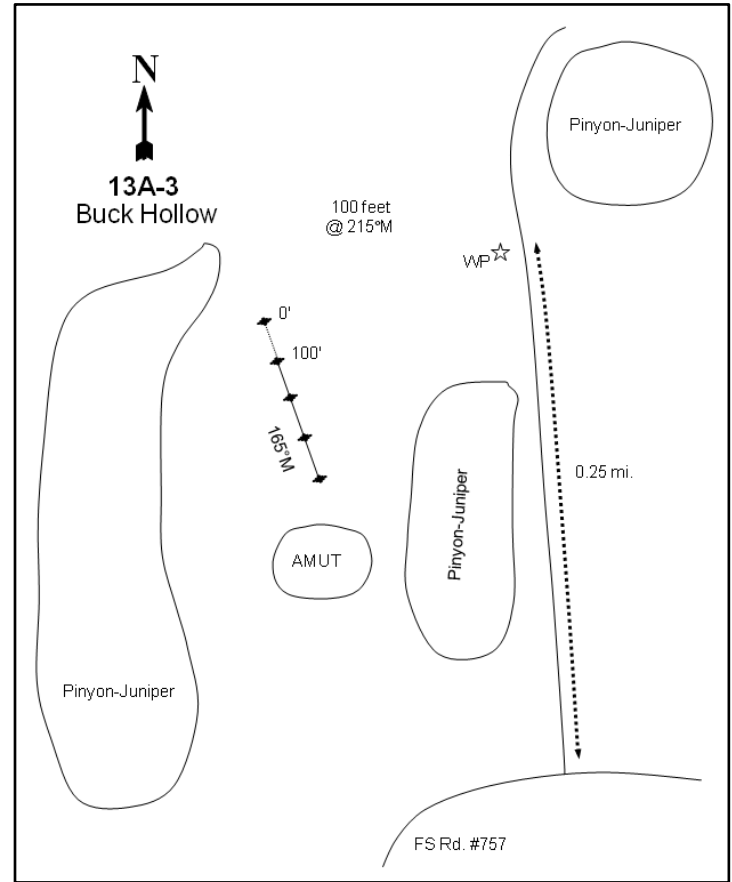 N
13A-3
Buck Hollow
Pinyon-Juniper
100 feet
@ 215°M
WP
0'
100'
165°M
0.25 mi.
Pinyon-Juniper
AMUT
Pinyon-Juniper
FS Rd. #757